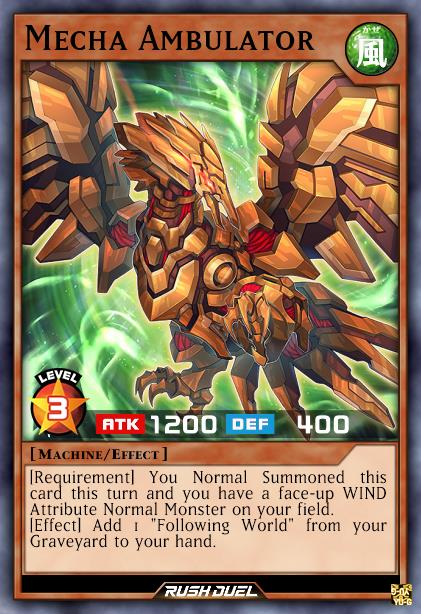 Mecha Ambulator
かぜ
風
LEVEL
3
ATK 1200 DEF 400
[Machine/Effect]
[Requirement] You Normal Summoned this
card this turn and you have a face-up WIND
Attribute Normal Monster on your field.
[Effect] Add 1 "Following World" from your
Graveyard to your hand.
RUSH DUEL